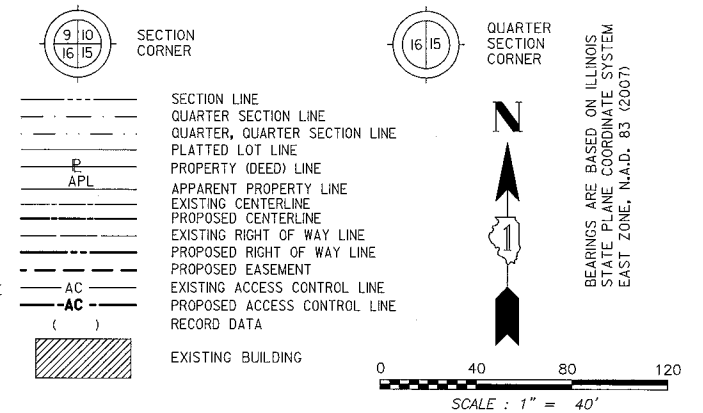 9 10
16 15
SECTION
CORNER
16 15
QUARTER
SECTION
CORNER
SECTION LINE
QUARTER SECTION LINE
QUARTER, QUARTER SECTION LINE
PLATTED LOT LINE
PL
PROPERTY (DEED) LINE
APL
APPARENT PROPERTY LINE
EXISTING CENTERLINE
PROPOSED CENTERLINE
EXISTING RIGHT OF WAY LINE
PROPOSED RIGHT OF WAY LINE
PROPOSED EASEMENT
AC
EXISTING ACCESS CONTROL LINE
AC
PROPOSED ACCESS CONTROL LINE
( )
RECORD DATA
EXISTING BUILDING
N
1
BEARINGS ARE BASED ON ILLINOIS
STATE PLANE COORDINATE SYSTEM
EAST ZONE, N.A.D. 83 (2007)
0 40 80 120
SCALE : 1" = 40'